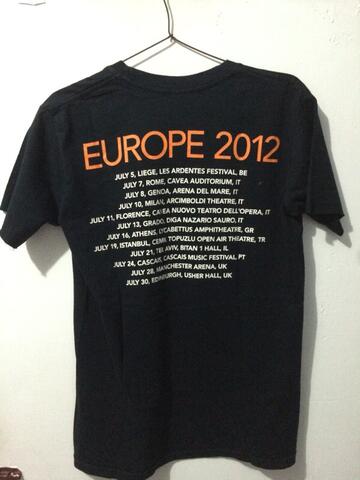 EUROPE 2012
JULY 5, LIEGE, LES ARDENTES FESTIVAL, BE
JULY 7, ROME, CAVEA AUDITORIUM, IT
JULY 8, GENOA, ARENA DEL MARE, IT
JULY 10, MILAN, ARCIMBOLDI THEATRE, IT
JULY 11, FLORENCE, CAVEA NUOVO TEATRO DELL'OPERA, IT
JULY 13, GRADO, DIGA NAZARIO SAURO, IT
JULY 16, ATHENS, LYCABETTUS AMPHITHEATRE, GR
JULY 19, ISTANBUL, CEMIL TOPUZLU OPEN AIR THEATRE, TR
JULY 21, TEL AVIV, BITAN 1 HALL, IL
JULY 24, CASCAIS, CASCAIS MUSIC FESTIVAL, PT
JULY 28, MANCHESTER ARENA, UK
JULY 30, EDINBURGH, USHER HALL, UK